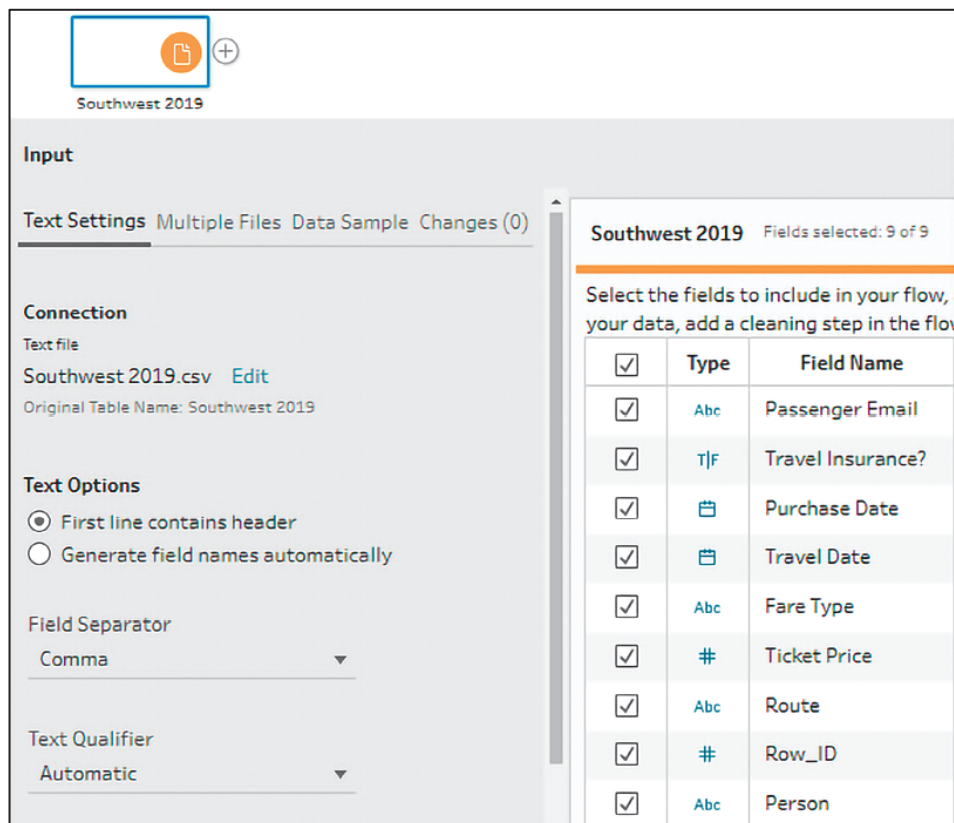 Southwest 2019
Input
Text Settings Multiple Files Data Sample Changes (0)
Connection
Text file
Southwest 2019.csv Edit
Original Table Name: Southwest 2019
Text Options
First line contains header
Generate field names automatically
Field Separator
Comma
Text Qualifier
Automatic
Southwest 2019 Fields selected: 9 of 9
Select the fields to include in your flow,
your data, add a cleaning step in the
Type Field Name
Abc Passenger Email
T|F Travel Insurance?
Purchase Date
Travel Date
Abc Fare Type
# Ticket Price
Abc Route
# Row_ID
Abc Person